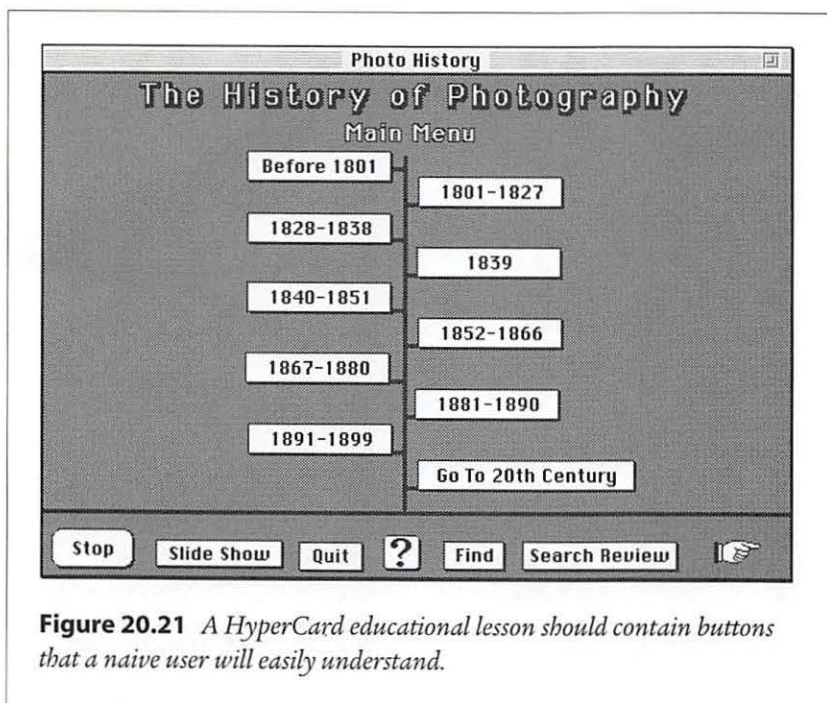 Photo History
The History of Photography
Main Menu
Before 1801
1801-1827
1828-1838
1839
1840-1851
1852-1866
1867-1880
1881-1890
1891-1899
Go To 20th Century
Stop
Slide Show
Quit
?
Find
Search Review
Figure 20.21 A HyperCard educational lesson should contain buttons
that a naive user will easily understand.